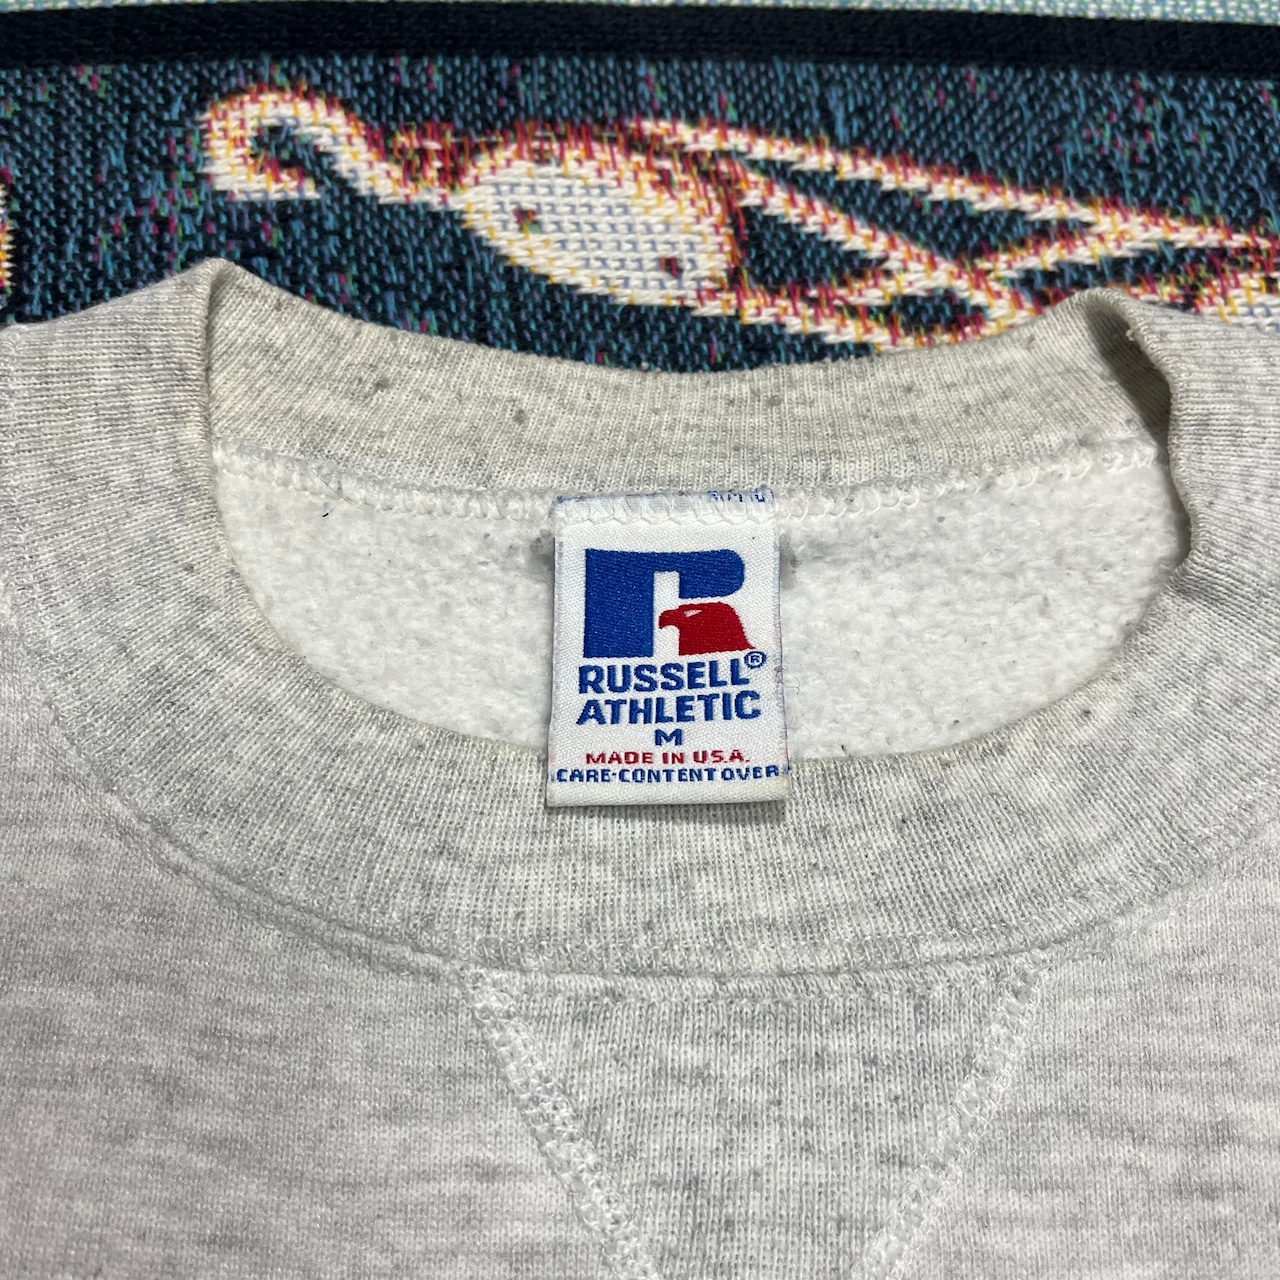 RUSSELL®
ATHLETIC
M
MADE IN U.S.A.
CARE·CONTENT OVER